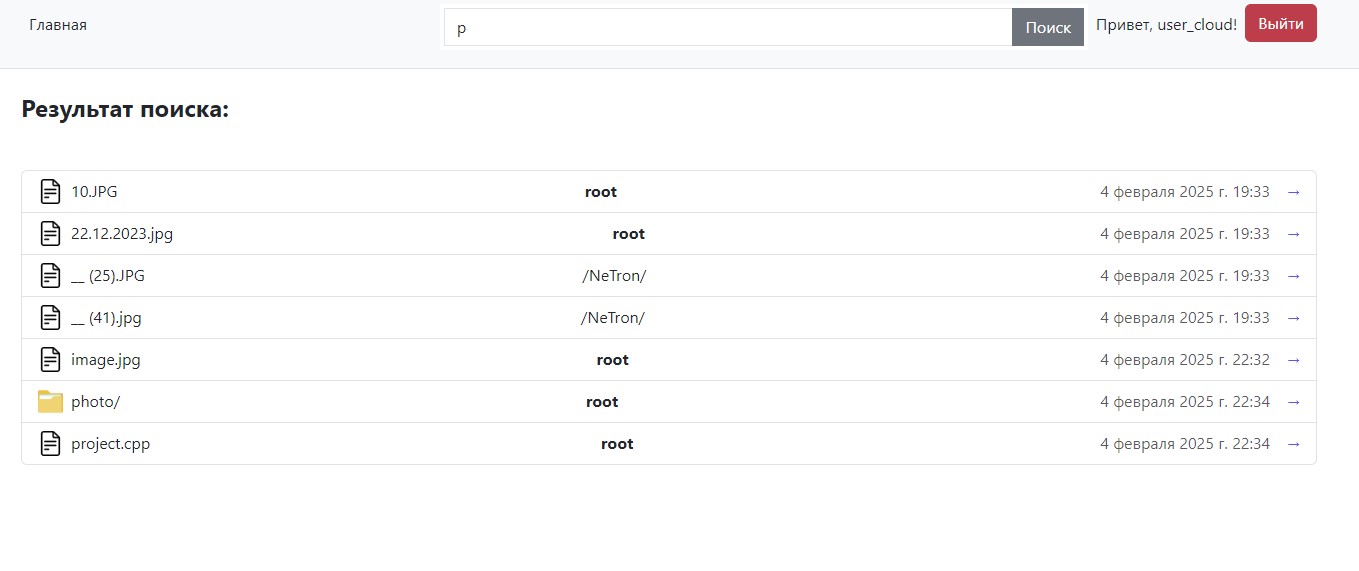 Главная p Поиск Привет, user_cloud! Выйти
Результат поиска:
10.JPG root 4 февраля 2025 г. 19:33 →
22.12.2023.jpg root 4 февраля 2025 г. 19:33 →
__ (25).JPG /NeTron/ 4 февраля 2025 г. 19:33 →
__ (41).jpg /NeTron/ 4 февраля 2025 г. 19:33 →
image.jpg root 4 февраля 2025 г. 22:32 →
photo/ root 4 февраля 2025 г. 22:34 →
project.cpp root 4 февраля 2025 г. 22:34 →